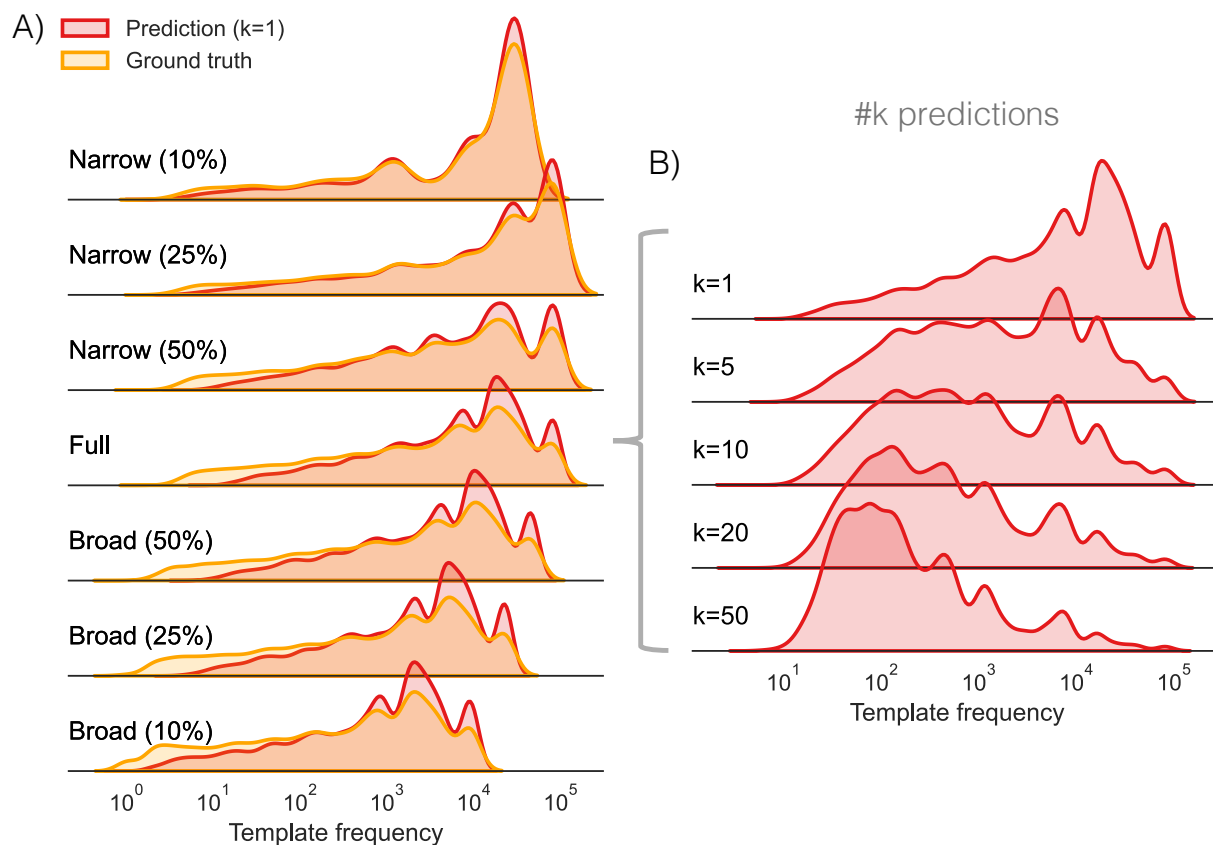 A)
Prediction (k=1)
Ground truth
Narrow (10%)
Narrow (25%)
Narrow (50%)
Full
Broad (50%)
Broad (25%)
Broad (10%)
10⁰ 10¹ 10² 10³ 10⁴ 10⁵
Template frequency
#k predictions
B)
k=1
k=5
k=10
k=20
k=50
10¹ 10² 10³ 10⁴ 10⁵
Template frequency